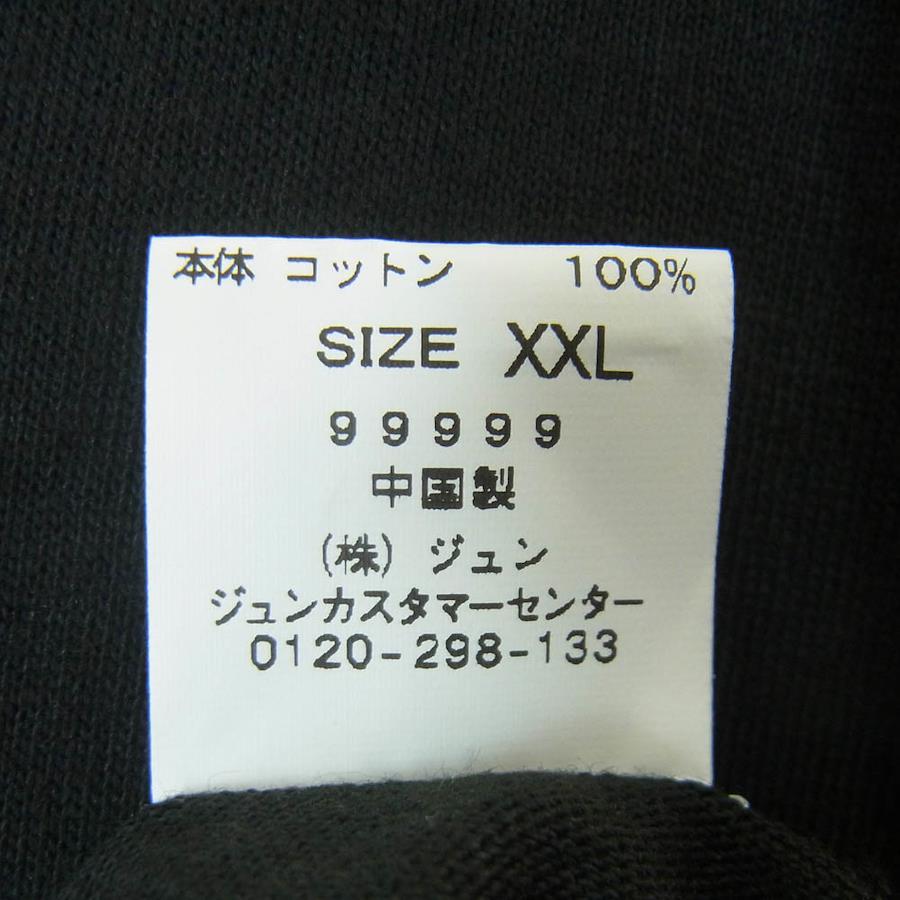 本体 コットン 100%
SIZE XXL
99999
中国製
(株) ジュン
ジュンカスタマーセンター
0120-298-133